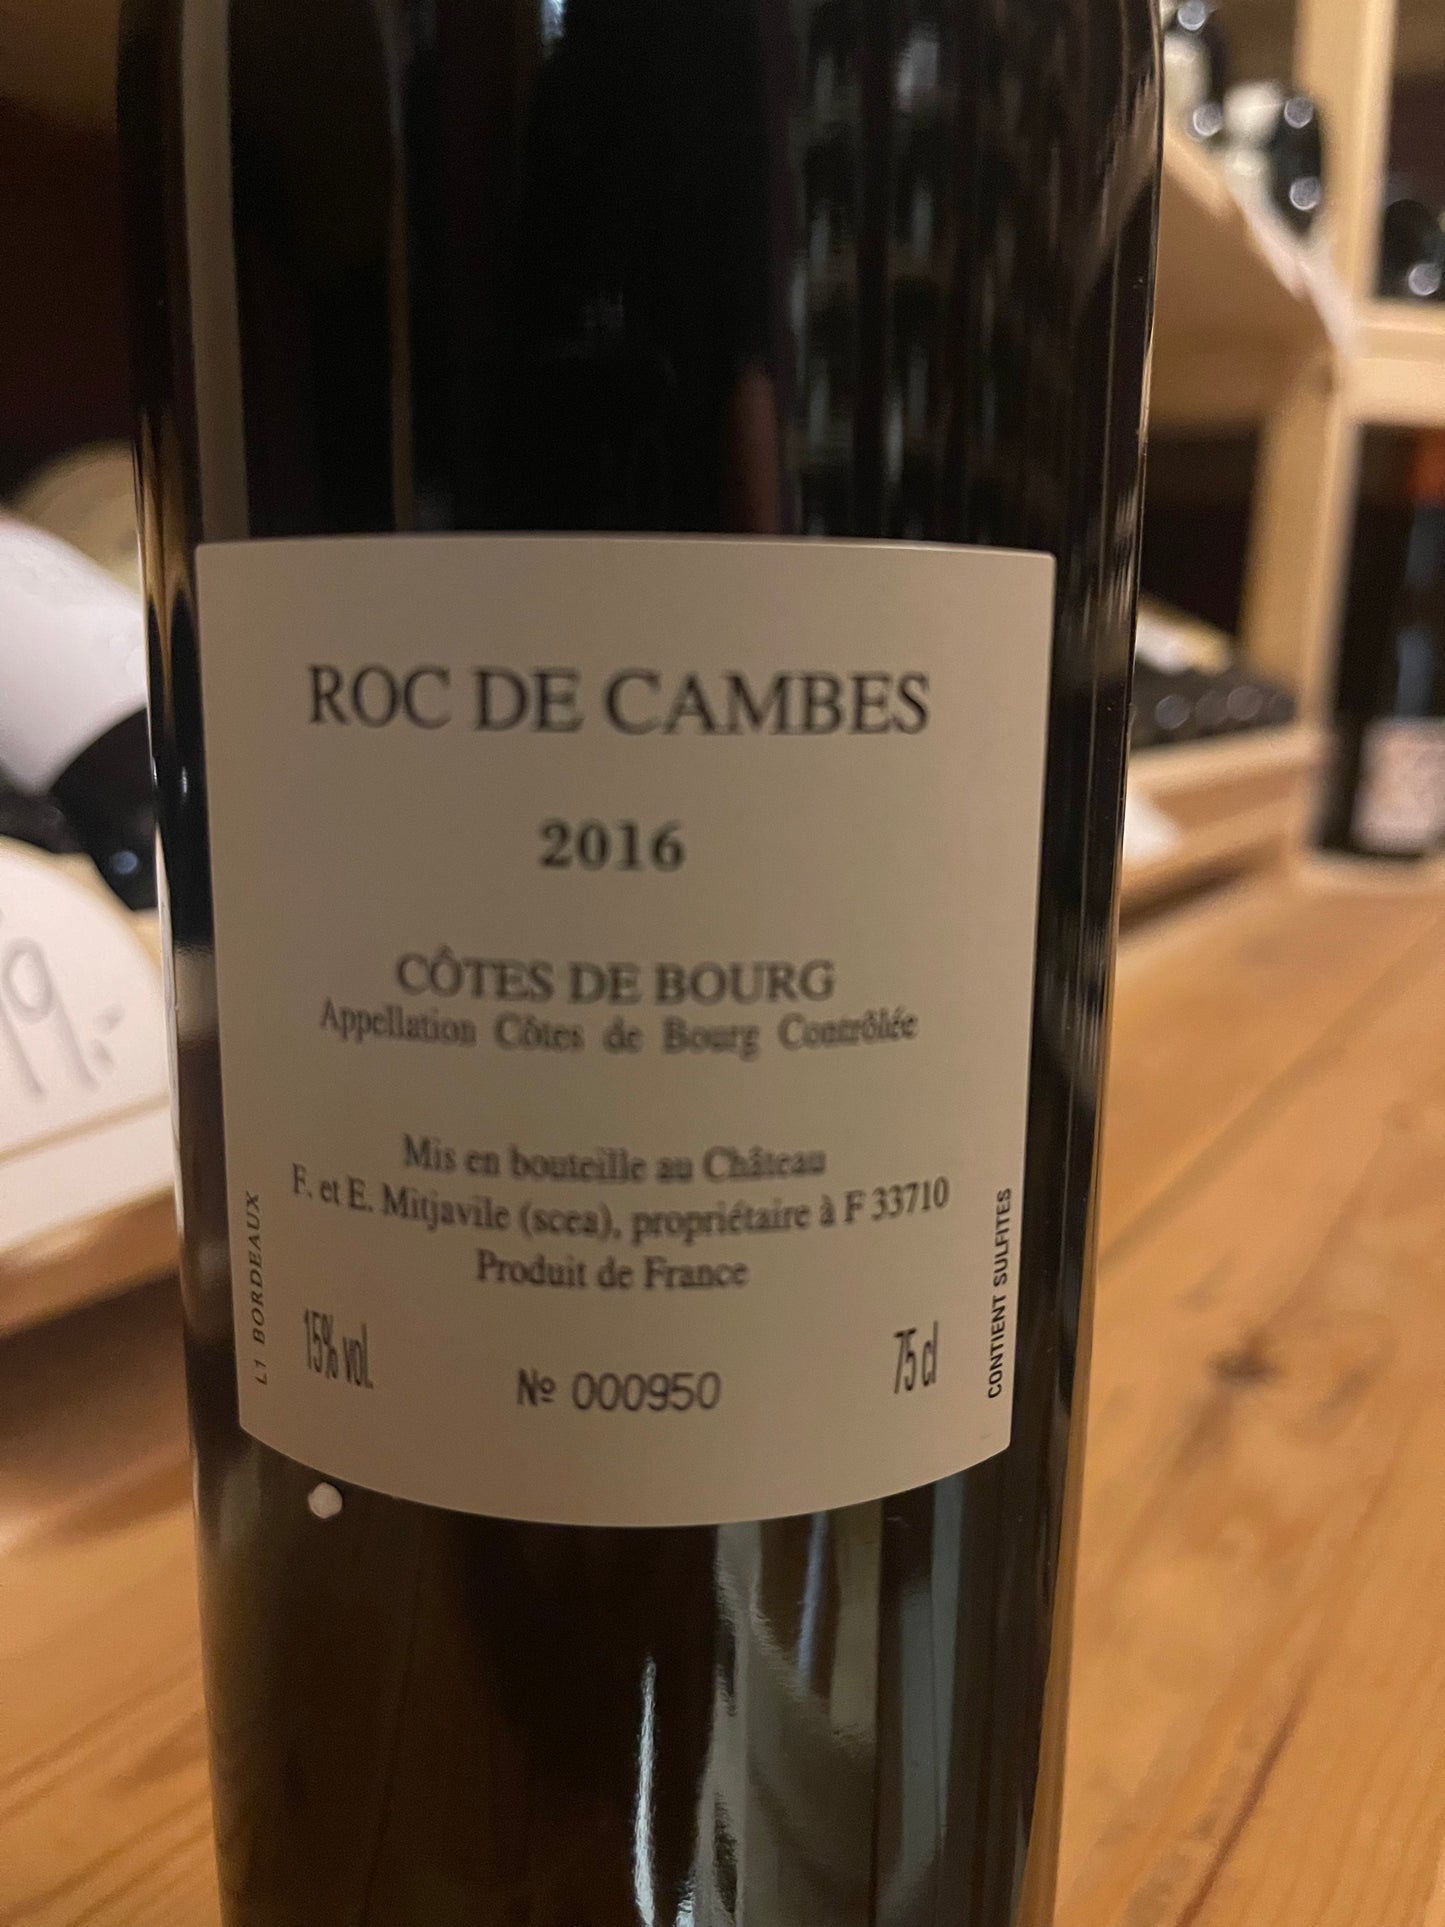 ROC DE CAMBES
2016
CÔTES DE BOURG
Appellation Côtes de Bourg Contrôlée
Mis en bouteille au Château
F. et E. Mitjavile (scea), propriétaire à F 33710
Produit de France
15% vol.
№ 000950
75 cl
L1 BORDEAUX
CONTIENT SULFITES
9.-